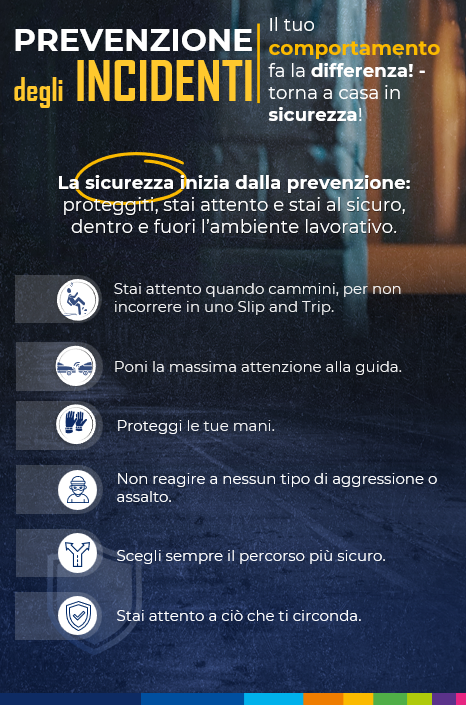 PREVENZIONE
degli INCIDENTI
Il tuo
comportamento
fa la differenza! -
torna a casa in
sicurezza!
La sicurezza inizia dalla prevenzione:
proteggiti, stai attento e stai al sicuro,
dentro e fuori l'ambiente lavorativo.
Stai attento quando cammini, per non
incorrere in uno Slip and Trip.
Poni la massima attenzione alla guida.
Proteggi le tue mani.
Non reagire a nessun tipo di aggressione o
assalto.
Scegli sempre il percorso più sicuro.
Stai attento a ciò che ti circonda.